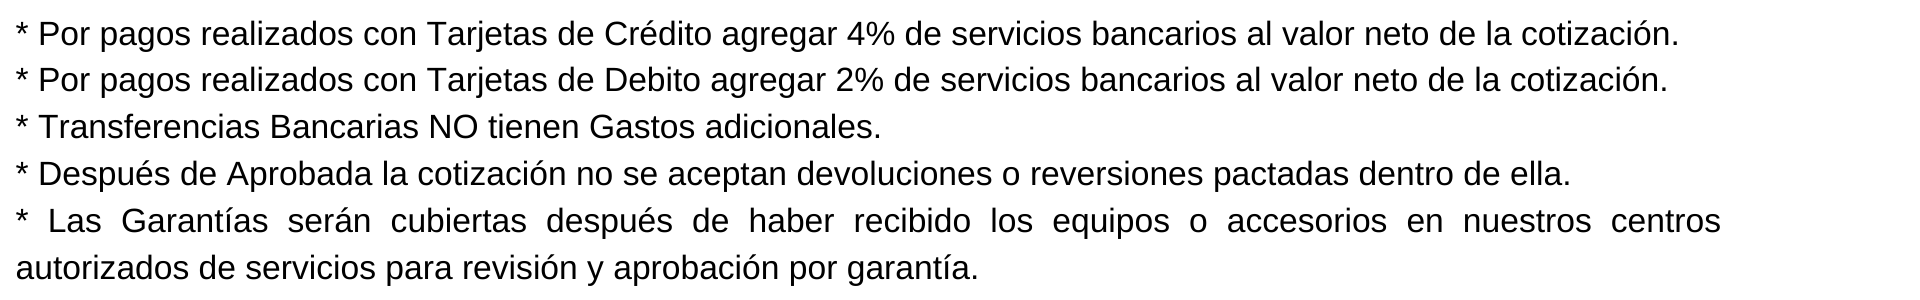 * Por pagos realizados con Tarjetas de Crédito agregar 4% de servicios bancarios al valor neto de la cotización.
* Por pagos realizados con Tarjetas de Debito agregar 2% de servicios bancarios al valor neto de la cotización.
* Transferencias Bancarias NO tienen Gastos adicionales.
* Después de Aprobada la cotización no se aceptan devoluciones o reversiones pactadas dentro de ella.
* Las Garantías serán cubiertas después de haber recibido los equipos o accesorios en nuestros centros
autorizados de servicios para revisión y aprobación por garantía.